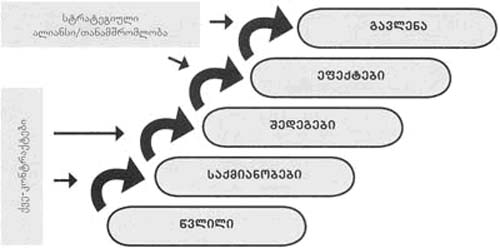 სტრატეგიული
ალიანსი/თანამშრომლობა
გავლენა
ეფექტები
შედეგები
საქმიანობები
წვლილი
ქვე-კონტრაქტები